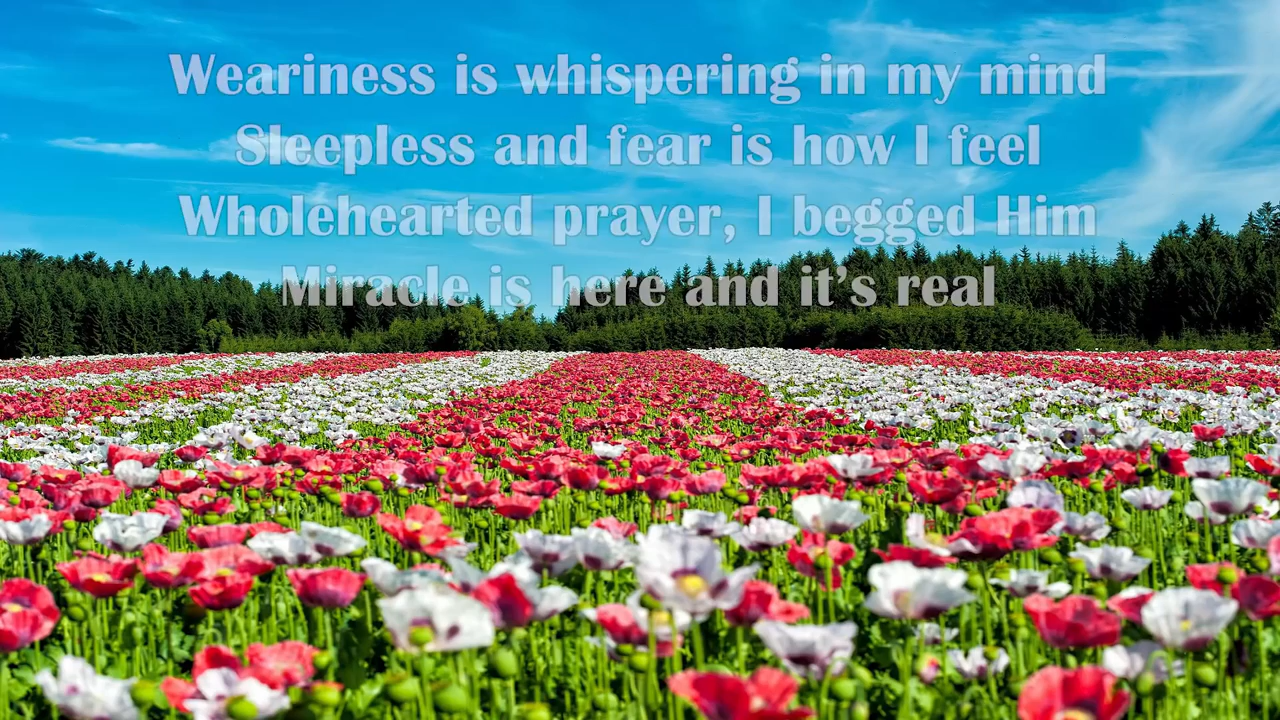 Weariness is whispering in my mind
Sleepless and fear is how I feel
Wholehearted prayer, I begged Him
Miracle is here and it’s real